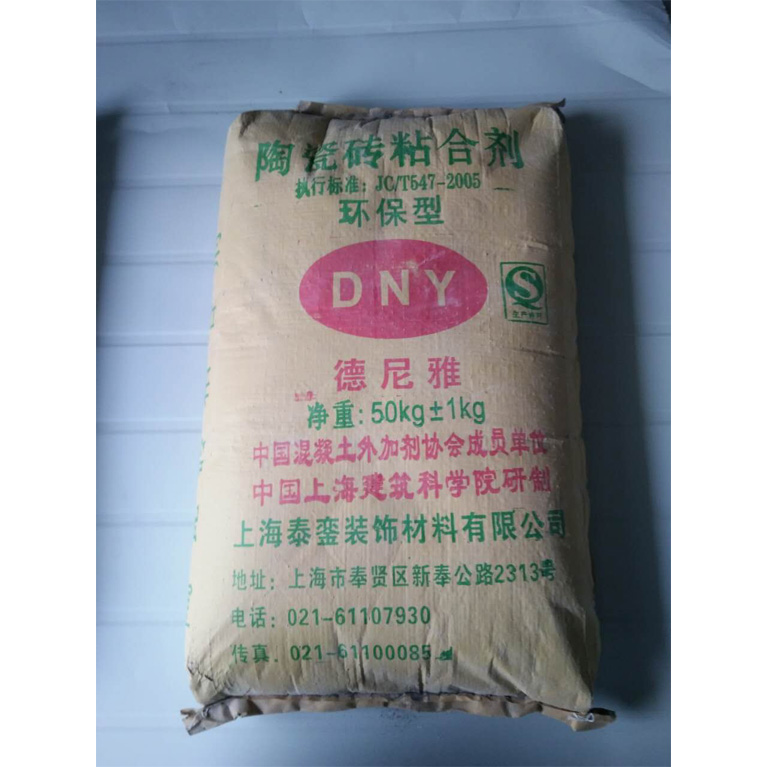 陶瓷砖粘合剂
执行标准：JC/T547-2005
环保型
DNY
生产许可
德尼雅
净重：50kg±1kg
中国混凝土外加剂协会成员单位
中国上海建筑科学院研制
上海泰銮装饰材料有限公司
地址：上海市奉贤区新奉公路2313号
电话：021-61107930
传真.021-61100085